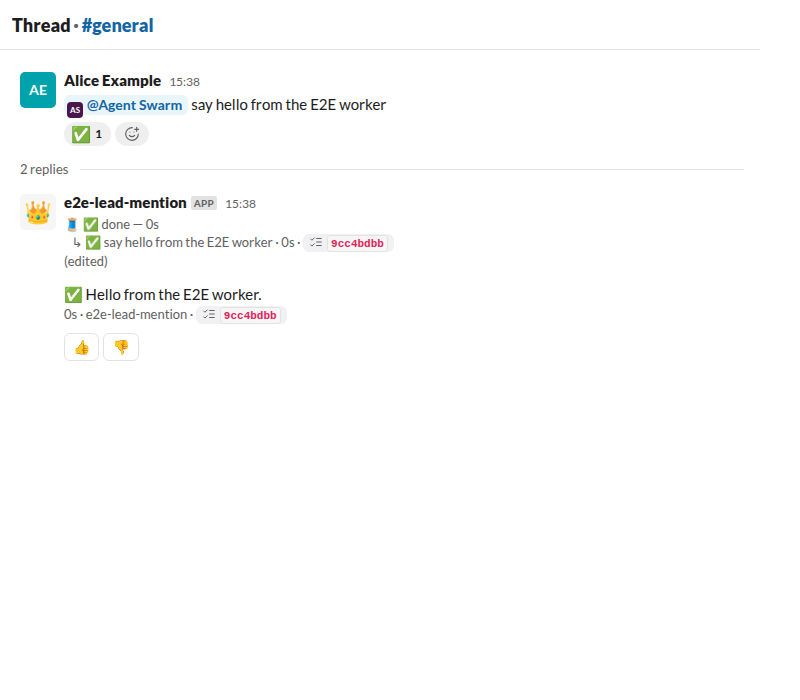 Thread • #general
AE
Alice Example 15:38
AS @Agent Swarm say hello from the E2E worker
✅ 1
2 replies
e2e-lead-mention APP 15:38
🧵 ✅ done — 0s
↳ ✅ say hello from the E2E worker · 0s · 9cc4bdbb
(edited)
✅ Hello from the E2E worker.
0s · e2e-lead-mention · 9cc4bdbb
👍 👎